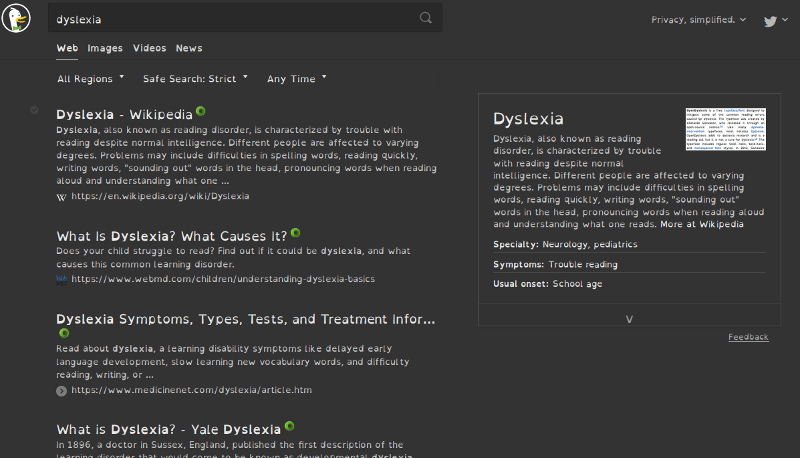 dyslexia
Privacy, simplified.
Web Images Videos News
All Regions Safe Search: Strict Any Time
Dyslexia - Wikipedia
Dyslexia, also known as reading disorder, is characterized by trouble with
reading despite normal intelligence. Different people are affected to varying
degrees. Problems may include difficulties in spelling words, reading quickly,
writing words, "sounding out" words in the head, pronouncing words when reading
aloud and understanding what one ...
W https://en.wikipedia.org/wiki/Dyslexia
What Is Dyslexia? What Causes It?
Does your child struggle to read? Find out if it could be dyslexia, and what
causes this common learning disorder.
https://www.webmd.com/children/understanding-dyslexia-basics
Dyslexia Symptoms, Types, Tests, and Treatment Infor...
Read about dyslexia, a learning disability symptoms like delayed early
language development, slow learning new vocabulary words, and difficulty
reading, writing, or ...
https://www.medicinenet.com/dyslexia/article.htm
What is Dyslexia? - Yale Dyslexia
In 1896, a doctor in Sussex, England, published the first description of the
learning disorder that would come to be known as developmental dyslexia
Dyslexia
Dyslexia, also known as reading
disorder, is characterized by trouble
with reading despite normal
intelligence. Different people are affected to varying
degrees. Problems may include difficulties in spelling
words, reading quickly, writing words, "sounding out"
words in the head, pronouncing words when reading aloud
and understanding what one reads. More at Wikipedia
Specialty: Neurology, pediatrics
Symptoms: Trouble reading
Usual onset: School age
Feedback